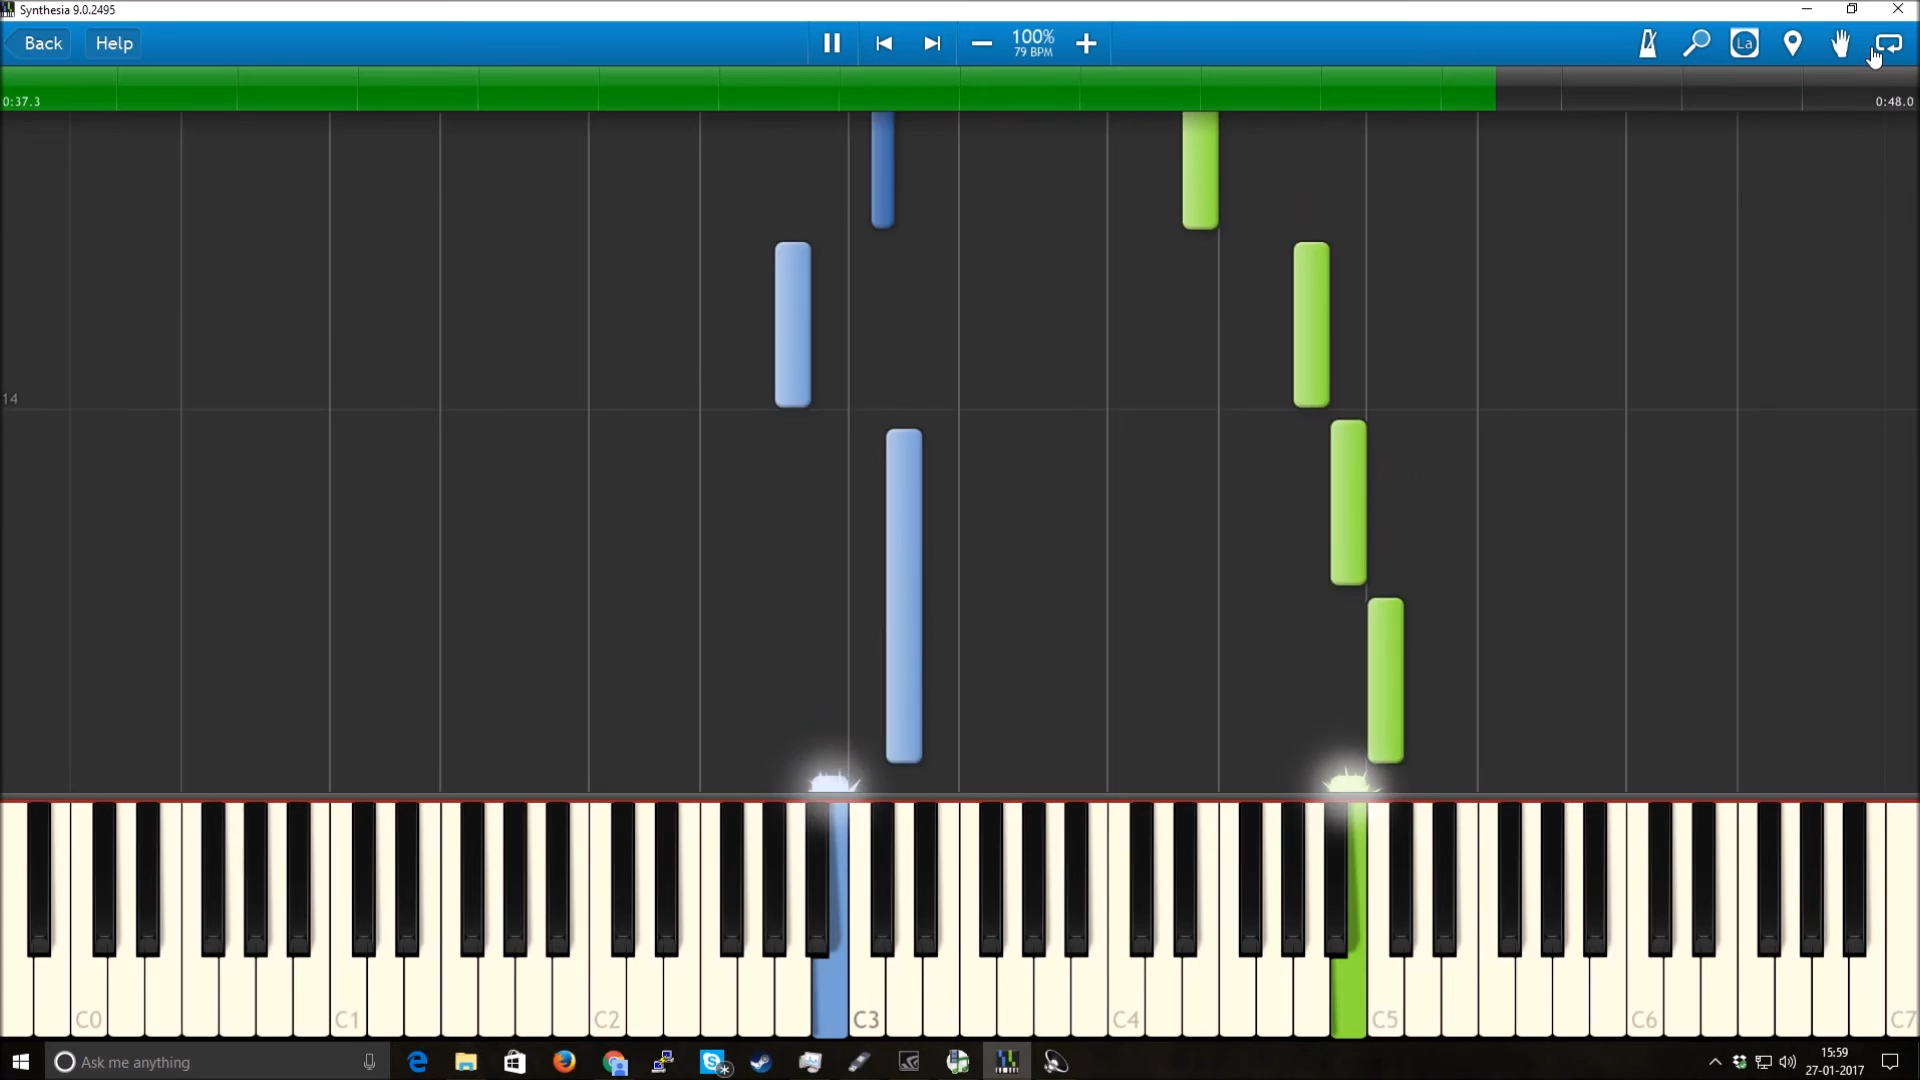 Synthesia 9.0.2495
Back
Help
100%
79 BPM
La
0:37.3
0:48.0
14
C0
C1
C2
C3
C4
C5
C6
C7
Ask me anything
15:59
27-01-2017